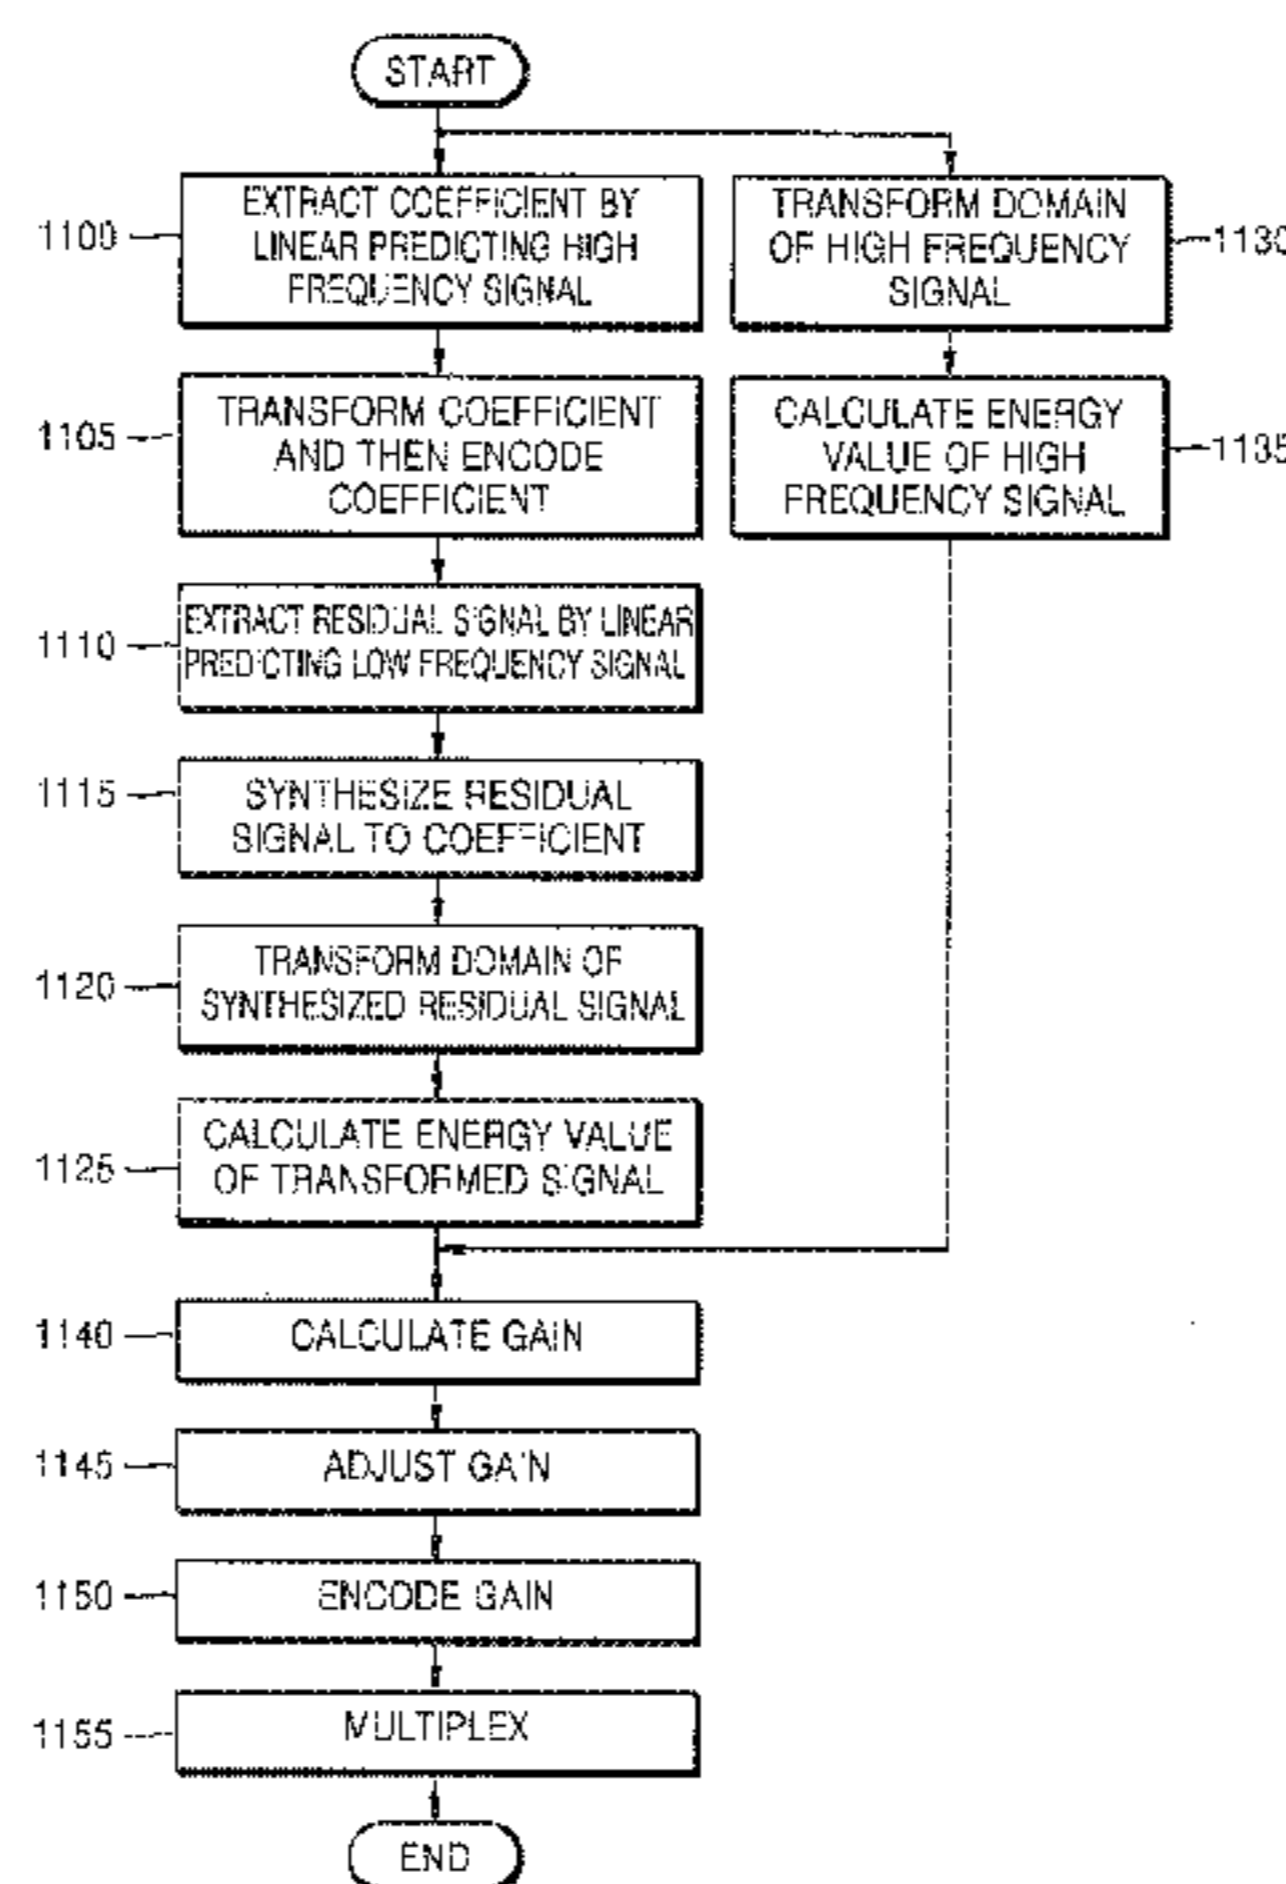 START
1100
EXTRACT COEFFICIENT BY
LINEAR PREDICTING HIGH
FREQUENCY SIGNAL
TRANSFORM DOMAIN
OF HIGH FREQUENCY
SIGNAL
1130
1105
TRANSFORM COEFFICIENT
AND THEN ENCODE
COEFFICIENT
CALCULATE ENERGY
VALUE OF HIGH
FREQUENCY SIGNAL
1135
1110
EXTRACT RESIDUAL SIGNAL BY LINEAR
PREDICTING LOW FREQUENCY SIGNAL
1115
SYNTHESIZE RESIDUAL
SIGNAL TO COEFFICIENT
1120
TRANSFORM DOMAIN OF
SYNTHESIZED RESIDUAL SIGNAL
1125
CALCULATE ENERGY VALUE
OF TRANSFORMED SIGNAL
1140
CALCULATE GAIN
1145
ADJUST GAIN
1150
ENCODE GAIN
1155
MULTIPLEX
END